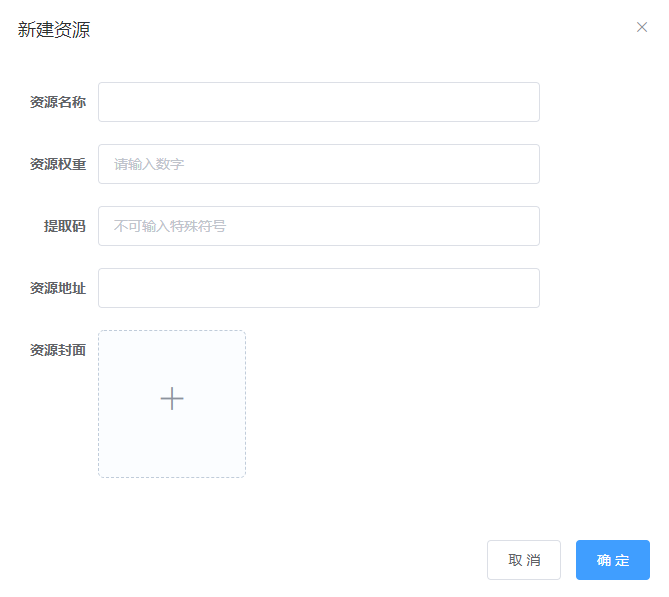 新建资源
资源名称
资源权重 请输入数字
提取码 不可输入特殊符号
资源地址
资源封面
取 消 确 定